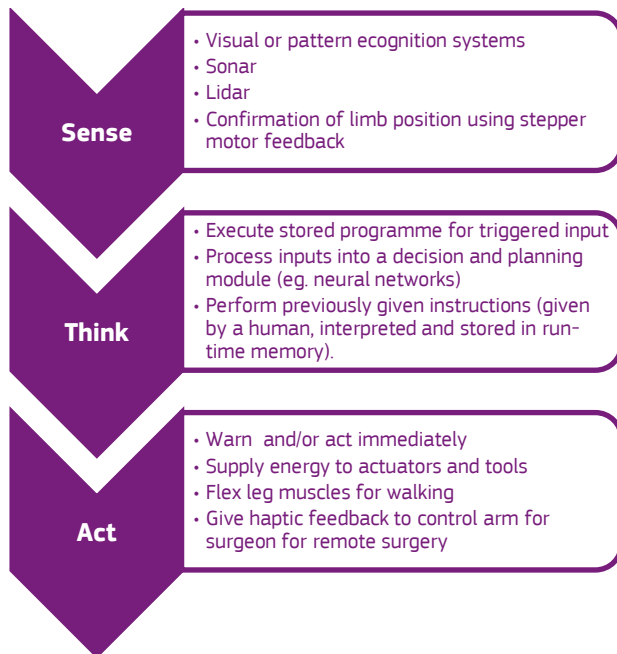 Sense
• Visual or pattern ecognition systems
• Sonar
• Lidar
• Confirmation of limb position using stepper
motor feedback
Think
• Execute stored programme for triggered input
• Process inputs into a decision and planning
module (eg. neural networks)
• Perform previously given instructions (given
by a human, interpreted and stored in run-
time memory).
Act
• Warn and/or act immediately
• Supply energy to actuators and tools
• Flex leg muscles for walking
• Give haptic feedback to control arm for
surgeon for remote surgery